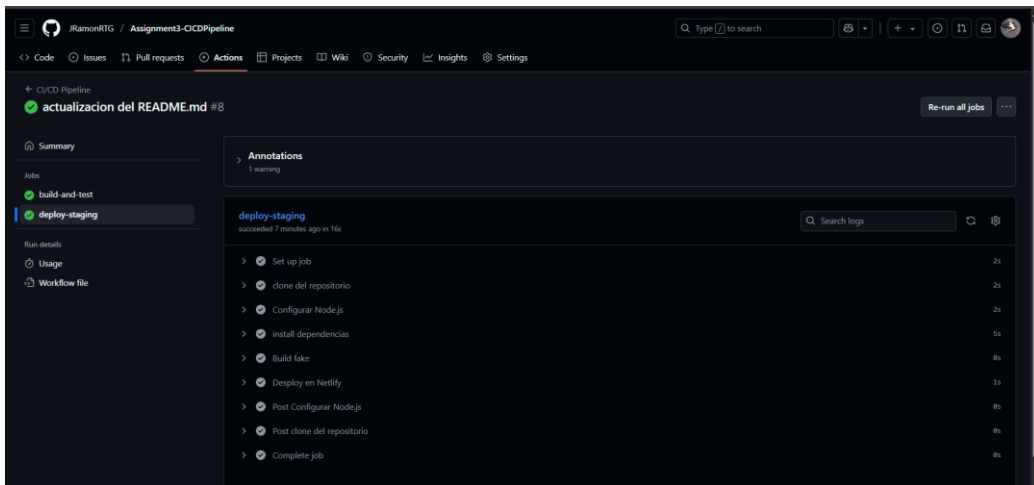 JRamonRTG / Assignment3-CICDPipeline
Type / to search
Code Issues Pull requests Actions Projects Wiki Security Insights Settings
CI/CD Pipeline
actualizacion del README.md #8
Re-run all jobs
Summary
Annotations
1 warning
Jobs
build-and-test
deploy-staging
deploy-staging
succeeded 7 minutes ago in 16s
Search logs
Run details
Usage
Workflow file
Set up job 2s
clone del repositorio 2s
Configurar Node.js 2s
install dependencias 5s
Build fake 0s
Desploy en Netlify 1s
Post Configurar Node.js 0s
Post clone del repositorio 0s
Complete job 0s